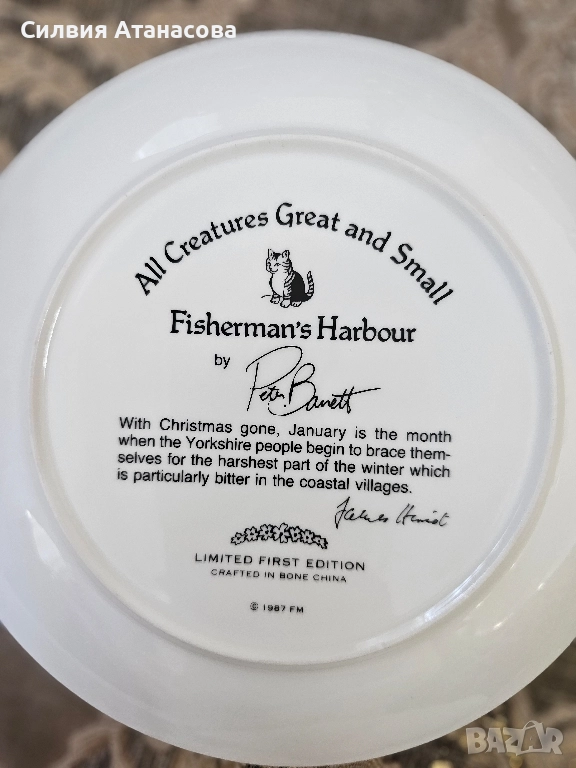 Силвия Атанасова
All Creatures Great and Small
Fisherman's Harbour
by Peter Barrett
With Christmas gone, January is the month
when the Yorkshire people begin to brace them-
selves for the harshest part of the winter which
is particularly bitter in the coastal villages.
James Herriot
LIMITED FIRST EDITION
CRAFTED IN BONE CHINA
© 1987 FM
BAZAR